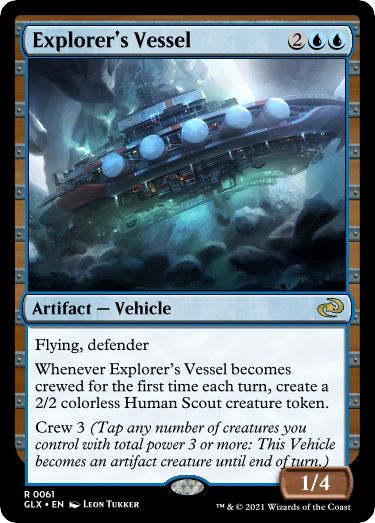 Explorer's Vessel 2
Artifact — Vehicle
Flying, defender
Whenever Explorer's Vessel becomes
crewed for the first time each turn, create a
2/2 colorless Human Scout creature token.
Crew 3 (Tap any number of creatures you
control with total power 3 or more: This Vehicle
becomes an artifact creature until end of turn.)
1/4
R 0061
GLX • EN Leon Tukker
™ & © 2021 Wizards of the Coast